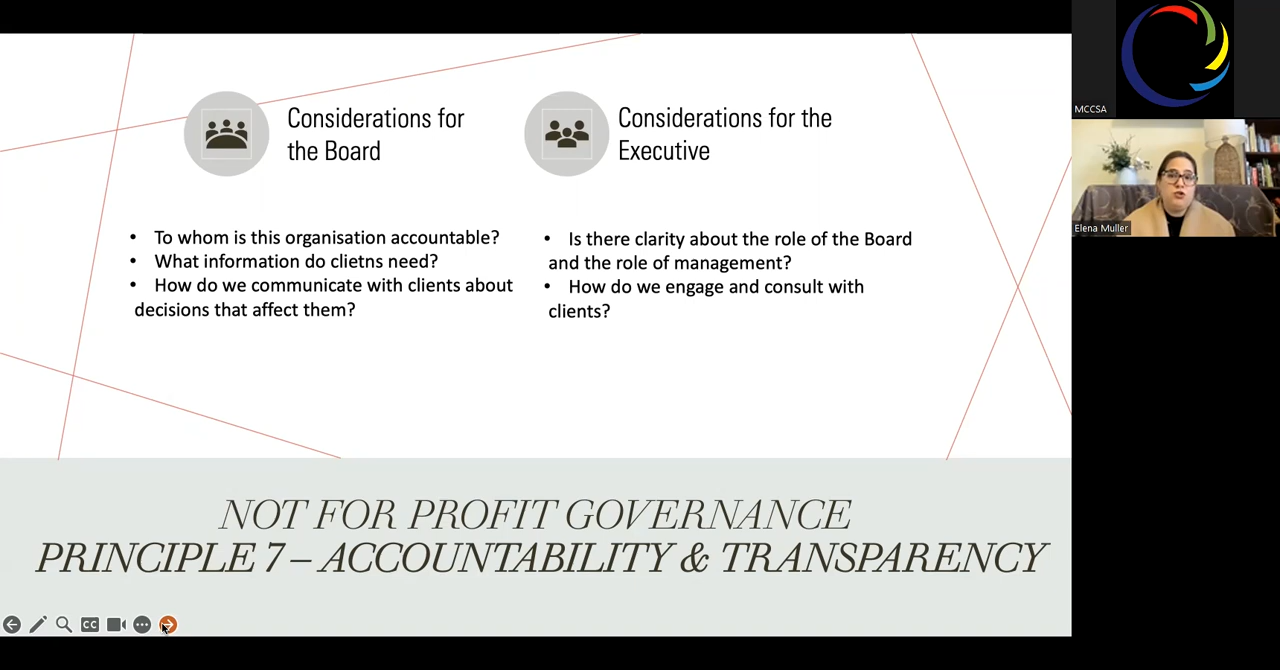 Considerations for
the Board
• To whom is this organisation accountable?
• What information do clietns need?
• How do we communicate with clients about
decisions that affect them?
Considerations for the
Executive
• Is there clarity about the role of the Board
and the role of management?
• How do we engage and consult with
clients?
NOT FOR PROFIT GOVERNANCE
PRINCIPLE 7 – ACCOUNTABILITY & TRANSPARENCY
CC
MCCSA
Elena Muller